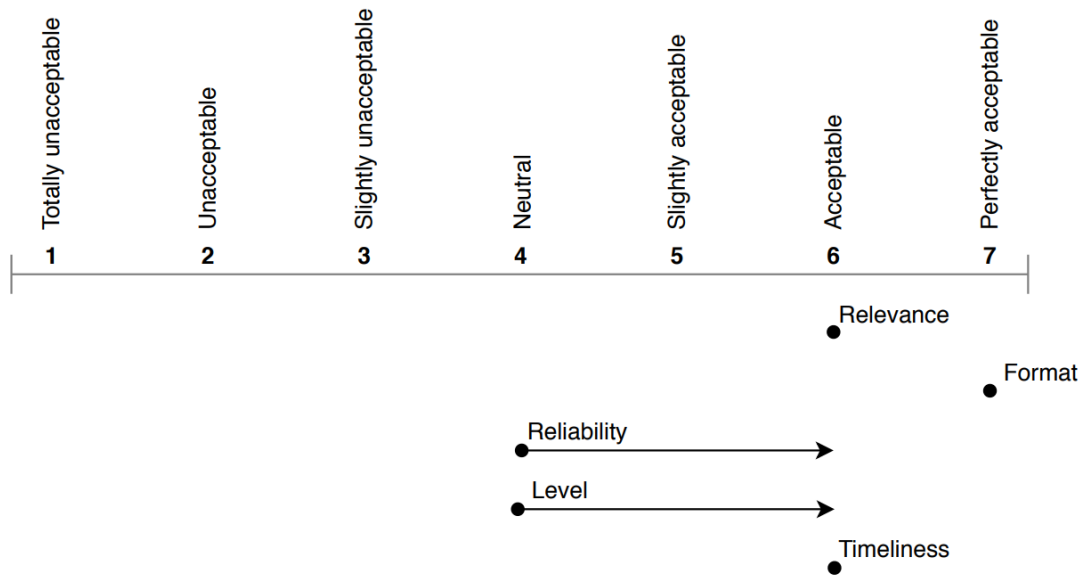 Totally unacceptable
Unacceptable
Slightly unacceptable
Neutral
Slightly acceptable
Acceptable
Perfectly acceptable
1 2 3 4 5 6 7
Relevance
Format
Reliability
Level
Timeliness